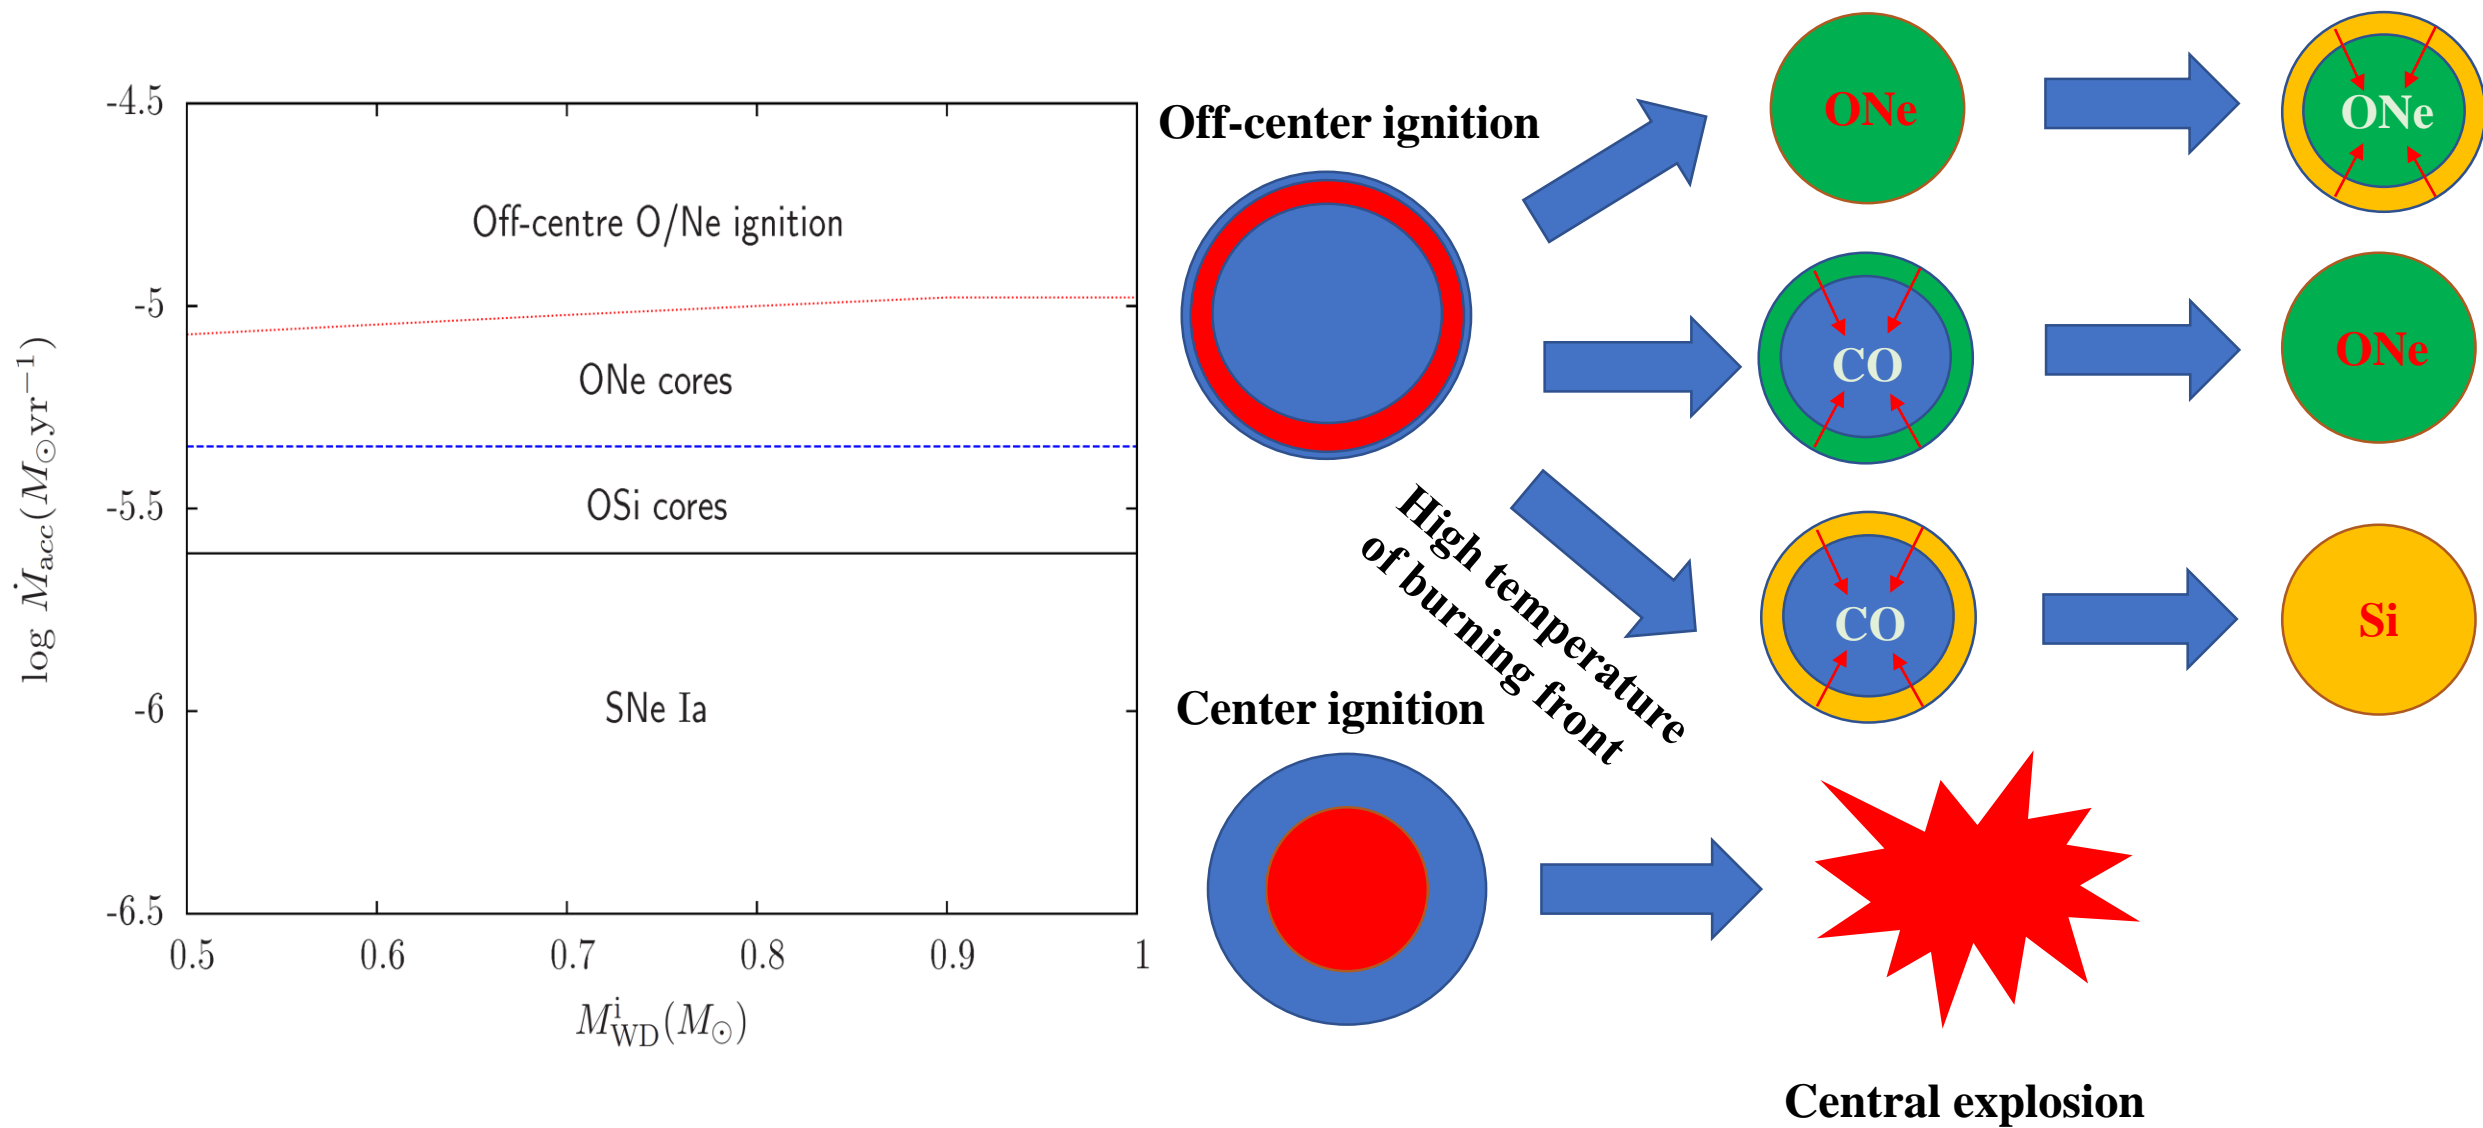 -4.5
-5
-5.5
-6
-6.5
log Ṁacc(M⊙yr−1)
0.5
0.6
0.7
0.8
0.9
1
MiWD(M⊙)
Off-centre O/Ne ignition
ONe cores
OSi cores
SNe Ia
Off-center ignition
ONe
ONe
CO
ONe
High temperature
of burning front
CO
Si
Center ignition
Central explosion